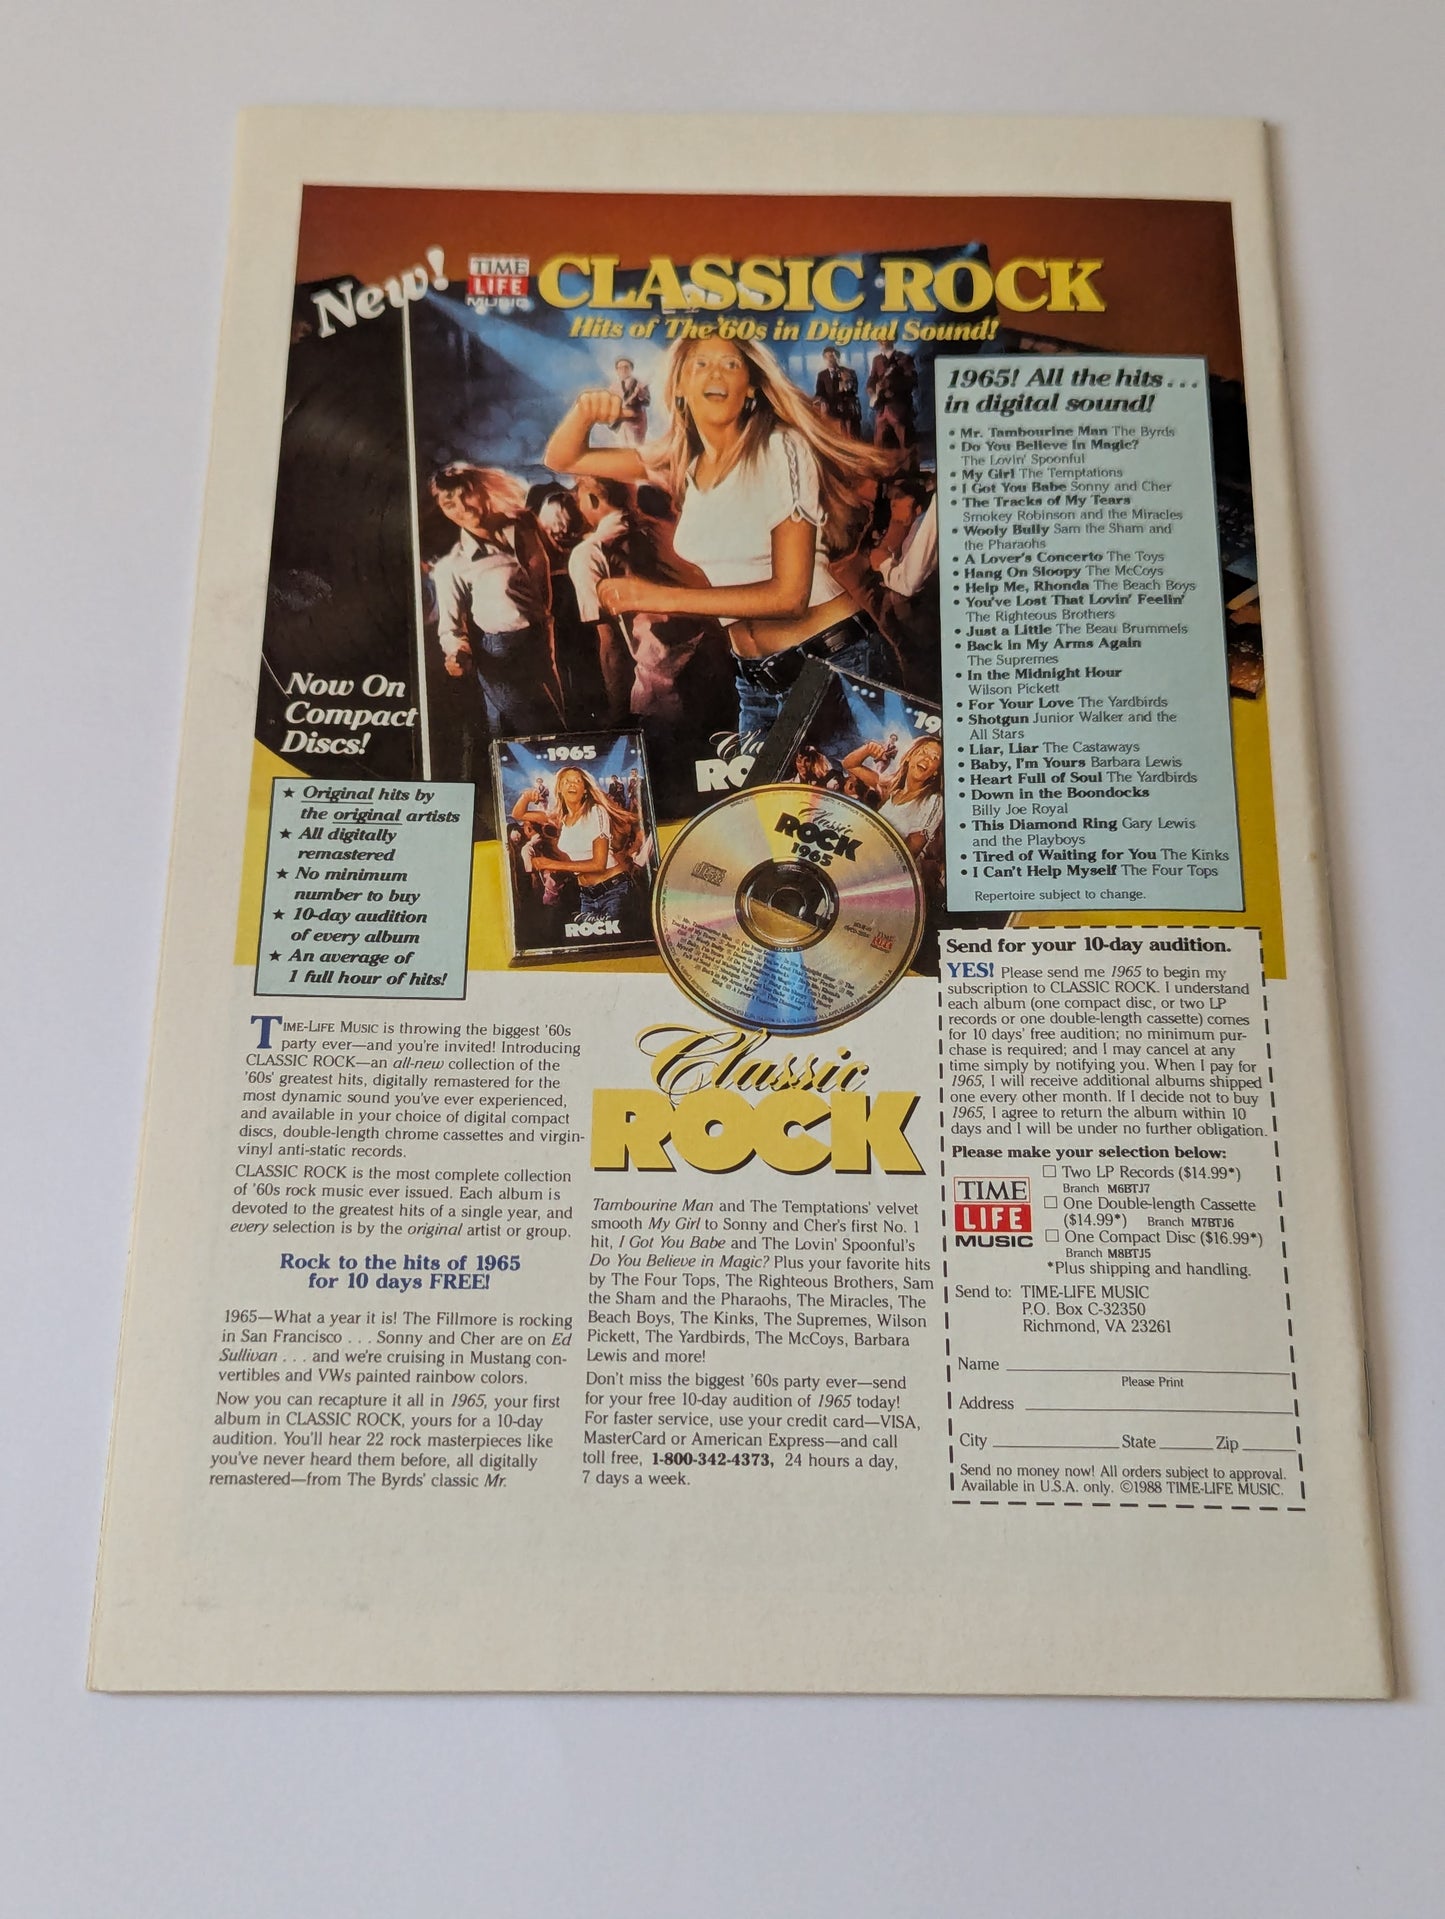 New!
TIME
LIFE
MUSIC
CLASSIC ROCK
Hits of The '60s in Digital Sound!
1965! All the hits...
in digital sound!
• Mr. Tambourine Man The Byrds
• Do You Believe In Magic?
The Lovin' Spoonful
• My Girl The Temptations
• I Got You Babe Sonny and Cher
• The Tracks of My Tears
Smokey Robinson and the Miracles
• Wooly Bully Sam the Sham and
the Pharaohs
• A Lover's Concerto The Toys
• Hang On Sloopy The McCoys
• Help Me, Rhonda The Beach Boys
• You've Lost That Lovin' Feelin'
The Righteous Brothers
• Just a Little The Beau Brummels
• Back in My Arms Again
The Supremes
• In the Midnight Hour
Wilson Pickett
• For Your Love The Yardbirds
• Shotgun Junior Walker and the
All Stars
• Liar, Liar The Castaways
• Baby, I'm Yours Barbara Lewis
• Heart Full of Soul The Yardbirds
• Down in the Boondocks
Billy Joe Royal
• This Diamond Ring Gary Lewis
and the Playboys
• Tired of Waiting for You The Kinks
• I Can't Help Myself The Four Tops
Repertoire subject to change.
Now On
Compact
Discs!
★ Original hits by
the original artists
★ All digitally
remastered
★ No minimum
number to buy
★ 10-day audition
of every album
★ An average of
1 full hour of hits!
1965
Classic
ROCK
19
Classic
ROCK
1965
TIME
LIFE
Classic
ROCK
TIME-LIFE MUSIC is throwing the biggest '60s
party ever—and you're invited! Introducing
CLASSIC ROCK—an all-new collection of the
'60s' greatest hits, digitally remastered for the
most dynamic sound you've ever experienced,
and available in your choice of digital compact
discs, double-length chrome cassettes and virgin-
vinyl anti-static records.
CLASSIC ROCK is the most complete collection
of '60s rock music ever issued. Each album is
devoted to the greatest hits of a single year, and
every selection is by the original artist or group.
Rock to the hits of 1965
for 10 days FREE!
1965—What a year it is! The Fillmore is rocking
in San Francisco . . . Sonny and Cher are on Ed
Sullivan . . . and we're cruising in Mustang con-
vertibles and VWs painted rainbow colors.
Now you can recapture it all in 1965, your first
album in CLASSIC ROCK, yours for a 10-day
audition. You'll hear 22 rock masterpieces like
you've never heard them before, all digitally
remastered—from The Byrds' classic Mr.
Tambourine Man and The Temptations' velvet
smooth My Girl to Sonny and Cher's first No. 1
hit, I Got You Babe and The Lovin' Spoonful's
Do You Believe in Magic? Plus your favorite hits
by The Four Tops, The Righteous Brothers, Sam
the Sham and the Pharaohs, The Miracles, The
Beach Boys, The Kinks, The Supremes, Wilson
Pickett, The Yardbirds, The McCoys, Barbara
Lewis and more!
Don't miss the biggest '60s party ever—send
for your free 10-day audition of 1965 today!
For faster service, use your credit card—VISA,
MasterCard or American Express—and call
toll free, 1-800-342-4373, 24 hours a day,
7 days a week.
Send for your 10-day audition.
YES! Please send me 1965 to begin my
subscription to CLASSIC ROCK. I understand
each album (one compact disc, or two LP
records or one double-length cassette) comes
for 10 days' free audition; no minimum pur-
chase is required; and I may cancel at any
time simply by notifying you. When I pay for
1965, I will receive additional albums shipped
one every other month. If I decide not to buy
1965, I agree to return the album within 10
days and I will be under no further obligation.
Please make your selection below:
TIME
LIFE
MUSIC
☐ Two LP Records ($14.99*)
Branch M6BTJ7
☐ One Double-length Cassette
($14.99*) Branch M7BTJ6
☐ One Compact Disc ($16.99*)
Branch M8BTJ5
*Plus shipping and handling.
Send to: TIME-LIFE MUSIC
P.O. Box C-32350
Richmond, VA 23261
Name
Please Print
Address
City State Zip
Send no money now! All orders subject to approval.
Available in U.S.A. only. ©1988 TIME-LIFE MUSIC.